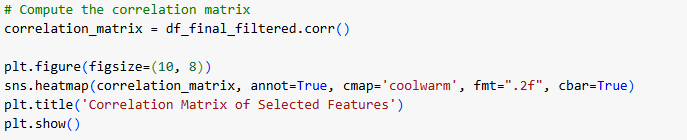 # Compute the correlation matrix
correlation_matrix = df_final_filtered.corr()
plt.figure(figsize=(10, 8))
sns.heatmap(correlation_matrix, annot=True, cmap='coolwarm', fmt=".2f", cbar=True)
plt.title('Correlation Matrix of Selected Features')
plt.show()